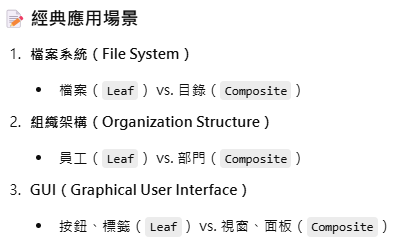 📝 經典應用場景
1. 檔案系統（File System）
• 檔案（Leaf）vs. 目錄（Composite）
2. 組織架構（Organization Structure）
• 員工（Leaf）vs. 部門（Composite）
3. GUI（Graphical User Interface）
• 按鈕、標籤（Leaf）vs. 視窗、面板（Composite）